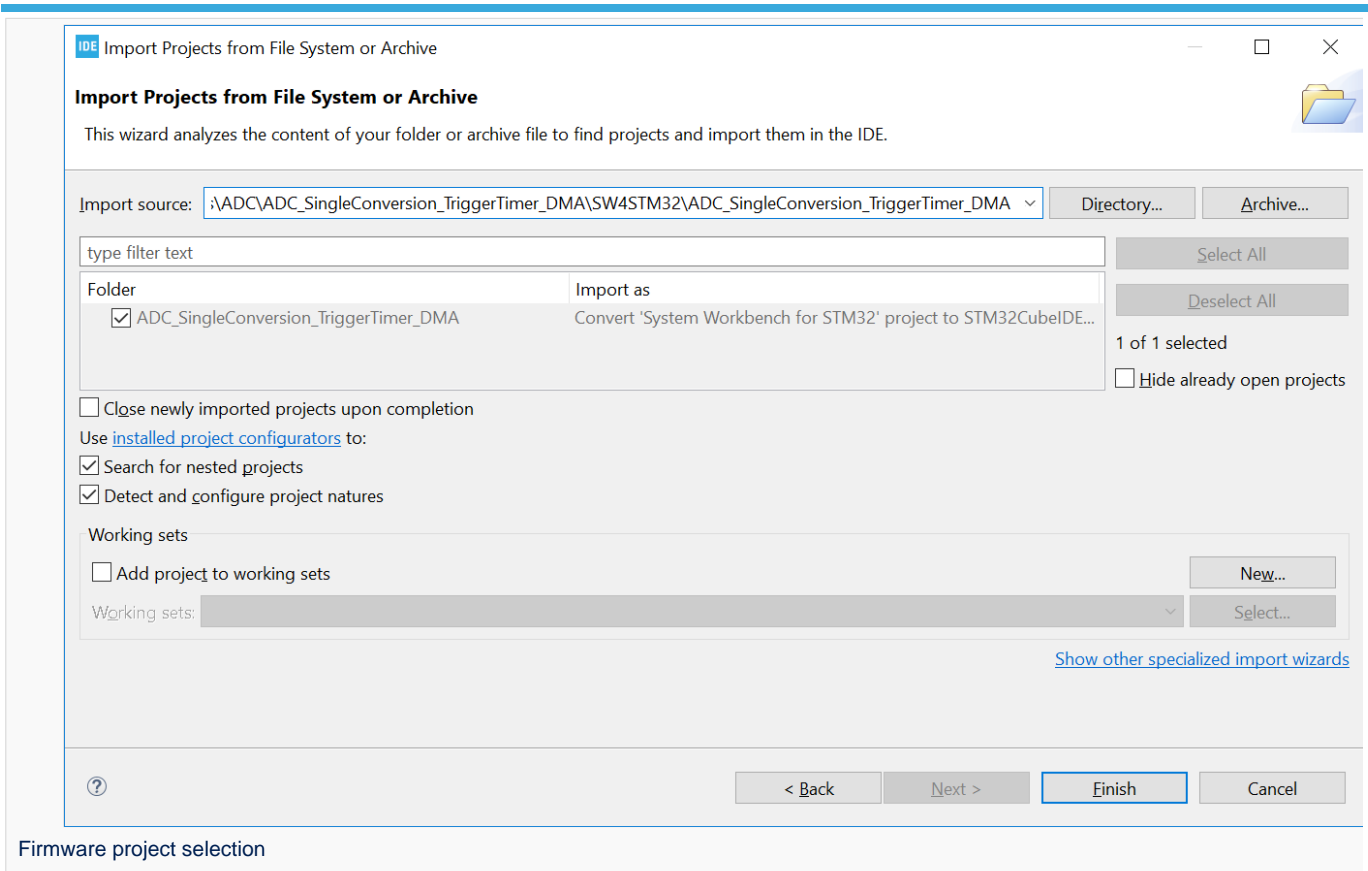 IDE Import Projects from File System or Archive
Import Projects from File System or Archive
This wizard analyzes the content of your folder or archive file to find projects and import them in the IDE.
Import source: ;\ADC\ADC_SingleConversion_TriggerTimer_DMA\SW4STM32\ADC_SingleConversion_TriggerTimer_DMA Directory... Archive...
type filter text Select All
Folder Import as
Deselect All
ADC_SingleConversion_TriggerTimer_DMA Convert 'System Workbench for STM32' project to STM32CubeIDE...
1 of 1 selected
Hide already open projects
Close newly imported projects upon completion
Use installed project configurators to:
Search for nested projects
Detect and configure project natures
Working sets
Add project to working sets New...
Working sets: Select...
Show other specialized import wizards
? < Back Next > Finish Cancel
Firmware project selection